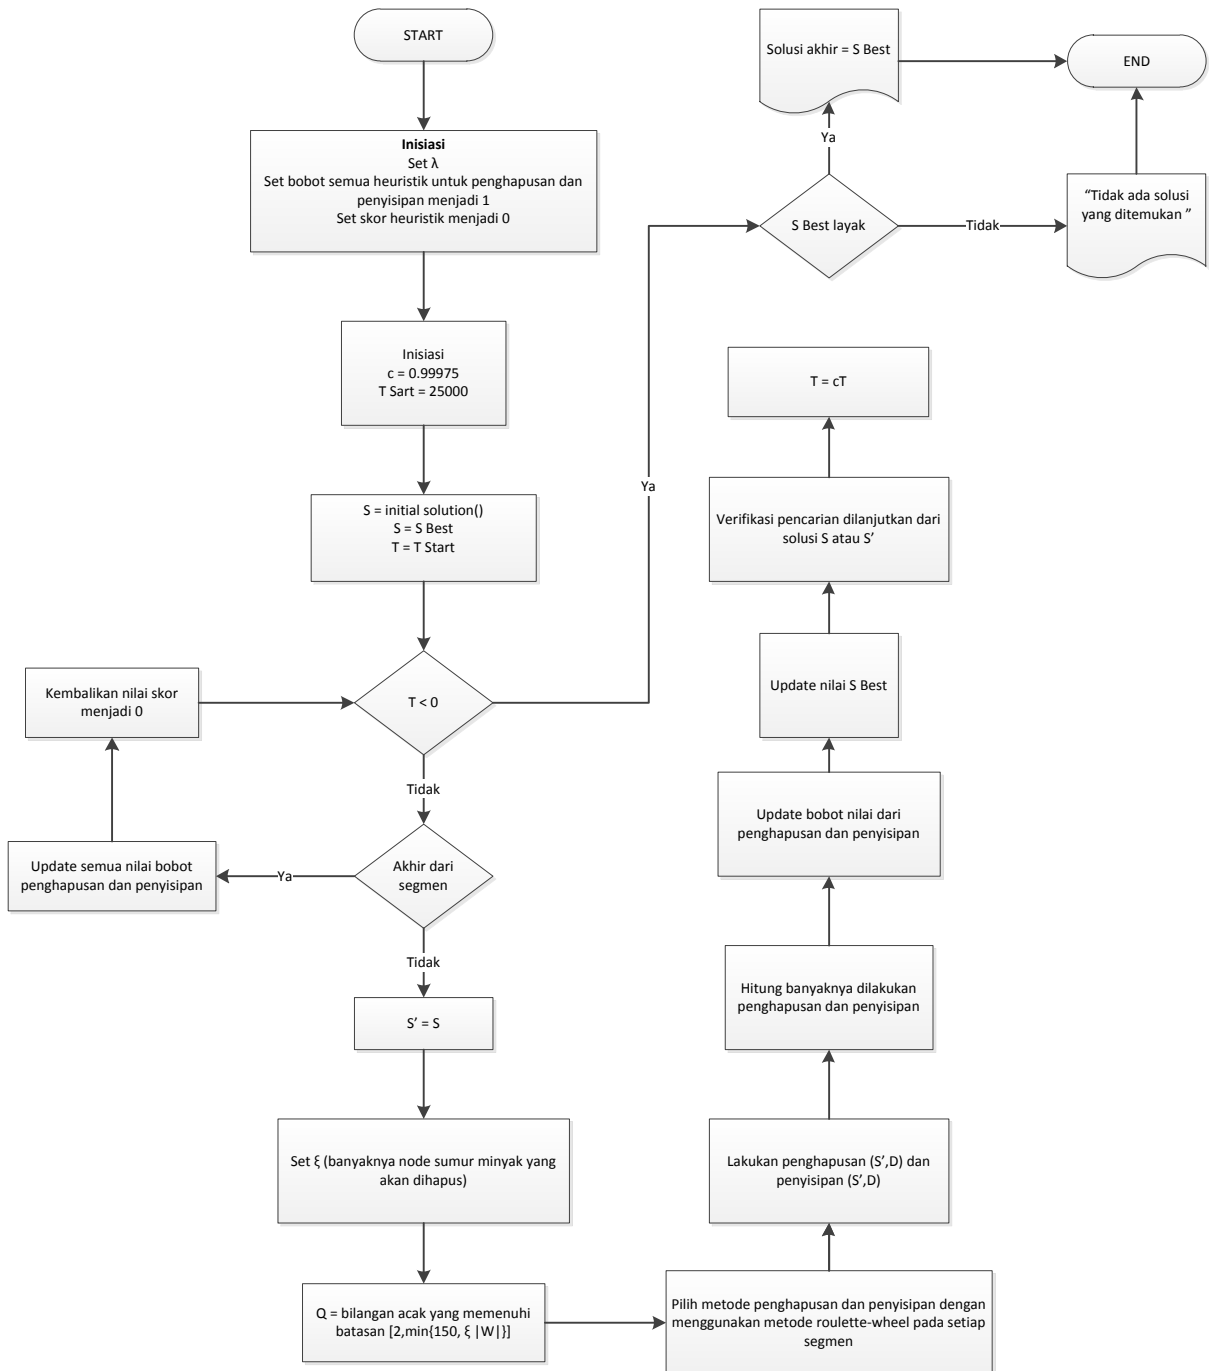 START
Inisiasi
Set λ
Set bobot semua heuristik untuk penghapusan dan
penyisipan menjadi 1
Set skor heuristik menjadi 0
Inisiasi
c = 0.99975
T Sart = 25000
S = initial solution()
S = S Best
T = T Start
T < 0
Ya
Tidak
Akhir dari
segmen
Ya
Update semua nilai bobot
penghapusan dan penyisipan
Kembalikan nilai skor
menjadi 0
Tidak
S’ = S
Set ξ (banyaknya node sumur minyak yang
akan dihapus)
Q = bilangan acak yang memenuhi
batasan [2,min{150, ξ |W|}]
Pilih metode penghapusan dan penyisipan dengan
menggunakan metode roulette-wheel pada setiap
segmen
Lakukan penghapusan (S’,D) dan
penyisipan (S’,D)
Hitung banyaknya dilakukan
penghapusan dan penyisipan
Update bobot nilai dari
penghapusan dan penyisipan
Update nilai S Best
Verifikasi pencarian dilanjutkan dari
solusi S atau S’
T = cT
S Best layak
Ya
Solusi akhir = S Best
Tidak
“Tidak ada solusi
yang ditemukan ”
END